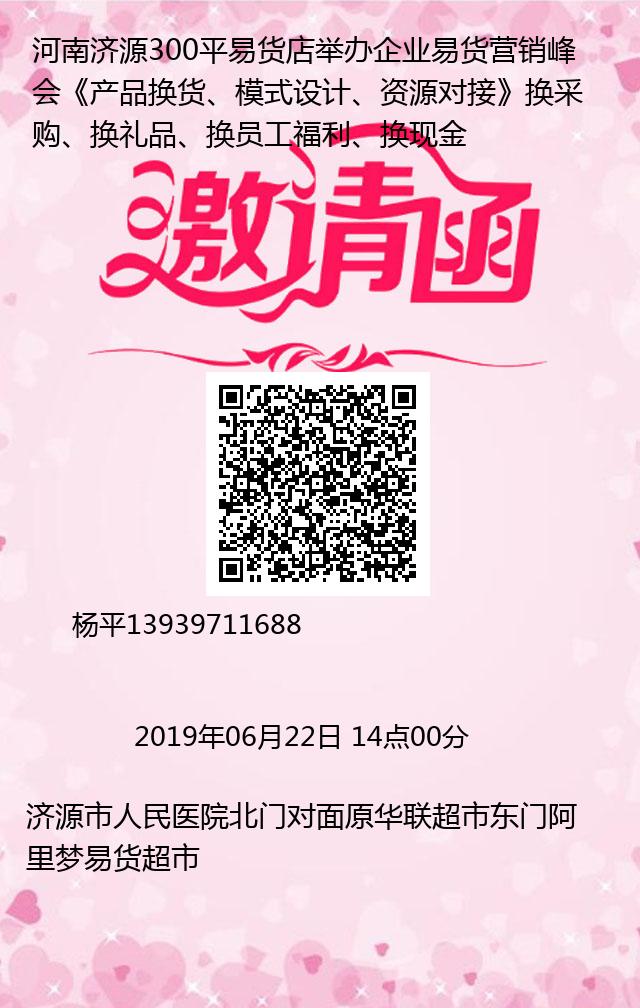 河南济源300平易货店举办企业易货营销峰
会《产品换货、模式设计、资源对接》换采
购、换礼品、换员工福利、换现金
邀请函
杨平13939711688
2019年06月22日 14点00分
济源市人民医院北门对面原华联超市东门阿
里梦易货超市